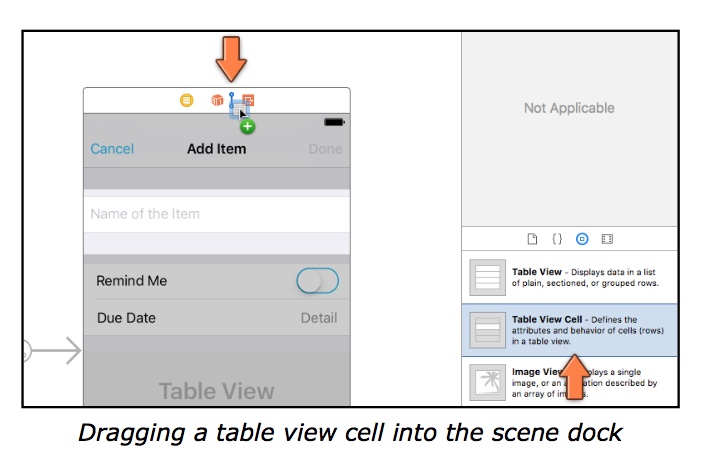 Not Applicable
Cancel
Add Item
Done
Name of the Item
Remind Me
Due Date
Detail
Table View
{ }
Table View - Displays data in a list
of plain, sectioned, or grouped rows.
Table View Cell - Defines the
attributes and behavior of cells (rows)
in a table view.
Image View plays a single
image, or an ation described by
an array of im s.
Dragging a table view cell into the scene dock